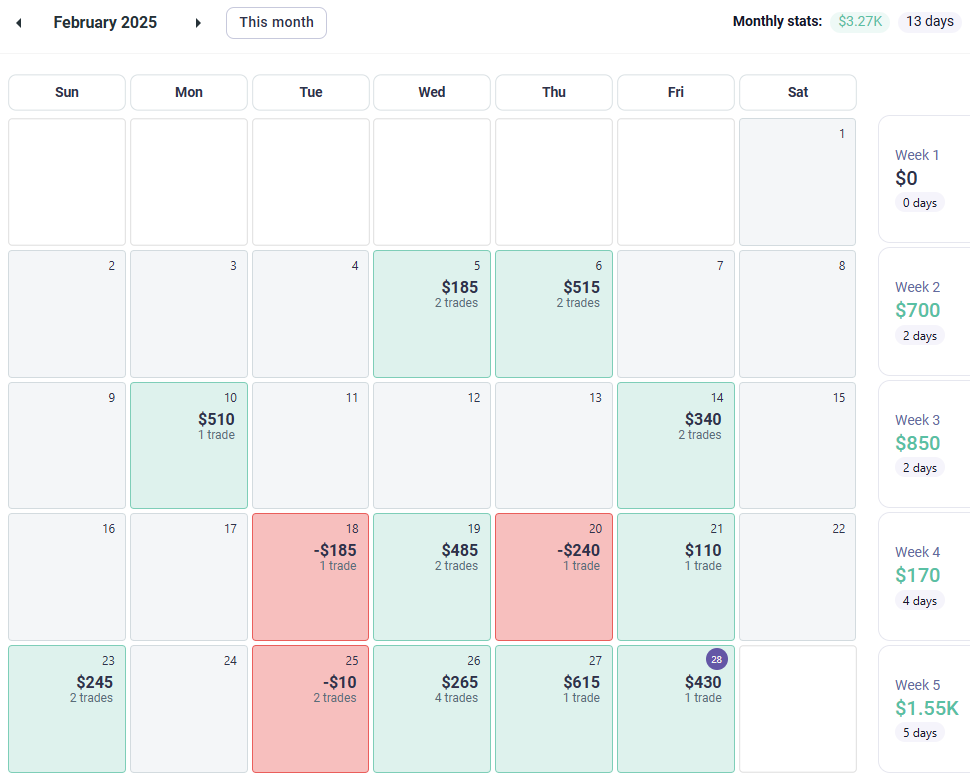 February 2025 This month Monthly stats: $3.27K 13 days
Sun Mon Tue Wed Thu Fri Sat
1
Week 1
$0
0 days
2 3 4 5 6 7 8
$185 $515
2 trades 2 trades
Week 2
$700
2 days
9 10 11 12 13 14 15
$510 $340
1 trade 2 trades
Week 3
$850
2 days
16 17 18 19 20 21 22
-$185 $485 -$240 $110
1 trade 2 trades 1 trade 1 trade
Week 4
$170
4 days
23 24 25 26 27 28
$245 -$10 $265 $615 $430
2 trades 2 trades 4 trades 1 trade 1 trade
Week 5
$1.55K
5 days